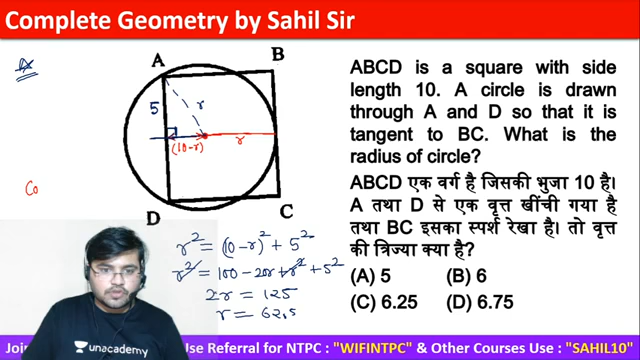 Complete Geometry by Sahil Sir
A
B
5
r
(10-r)
r
D
C
Co
r² = (10-r)² + 5²
r² = 100 - 20r + r² + 5²
2r = 125
r = 62.5
ABCD is a square with side
length 10. A circle is drawn
through A and D so that it is
tangent to BC. What is the
radius of circle?
ABCD एक वर्ग है जिसकी भुजा 10 है।
A तथा D से एक वृत्त खींची गया है
तथा BC इसका स्पर्श रेखा है। तो वृत्त
की त्रिज्या क्या है?
(A) 5 (B) 6
(C) 6.25 (D) 6.75
unacademy
Use Referral for NTPC : "WIFINTPC" & Other Courses Use : "SAHIL10"